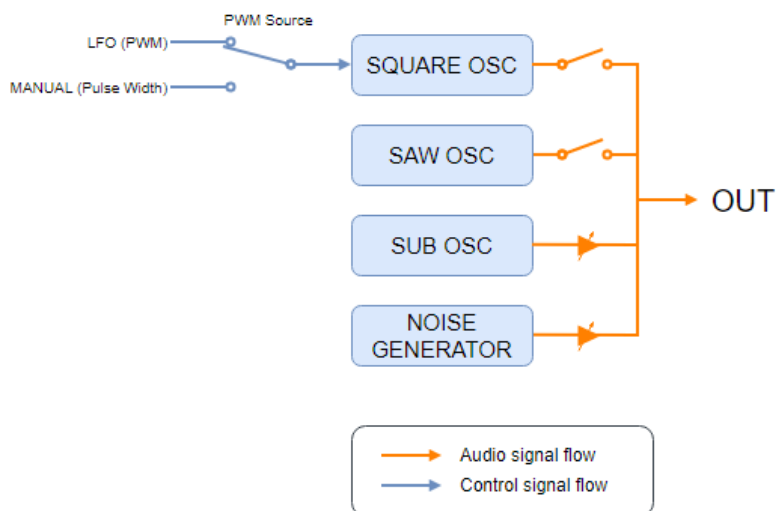 PWM Source
LFO (PWM)
MANUAL (Pulse Width)
SQUARE OSC
SAW OSC
SUB OSC
NOISE
GENERATOR
OUT
Audio signal flow
Control signal flow